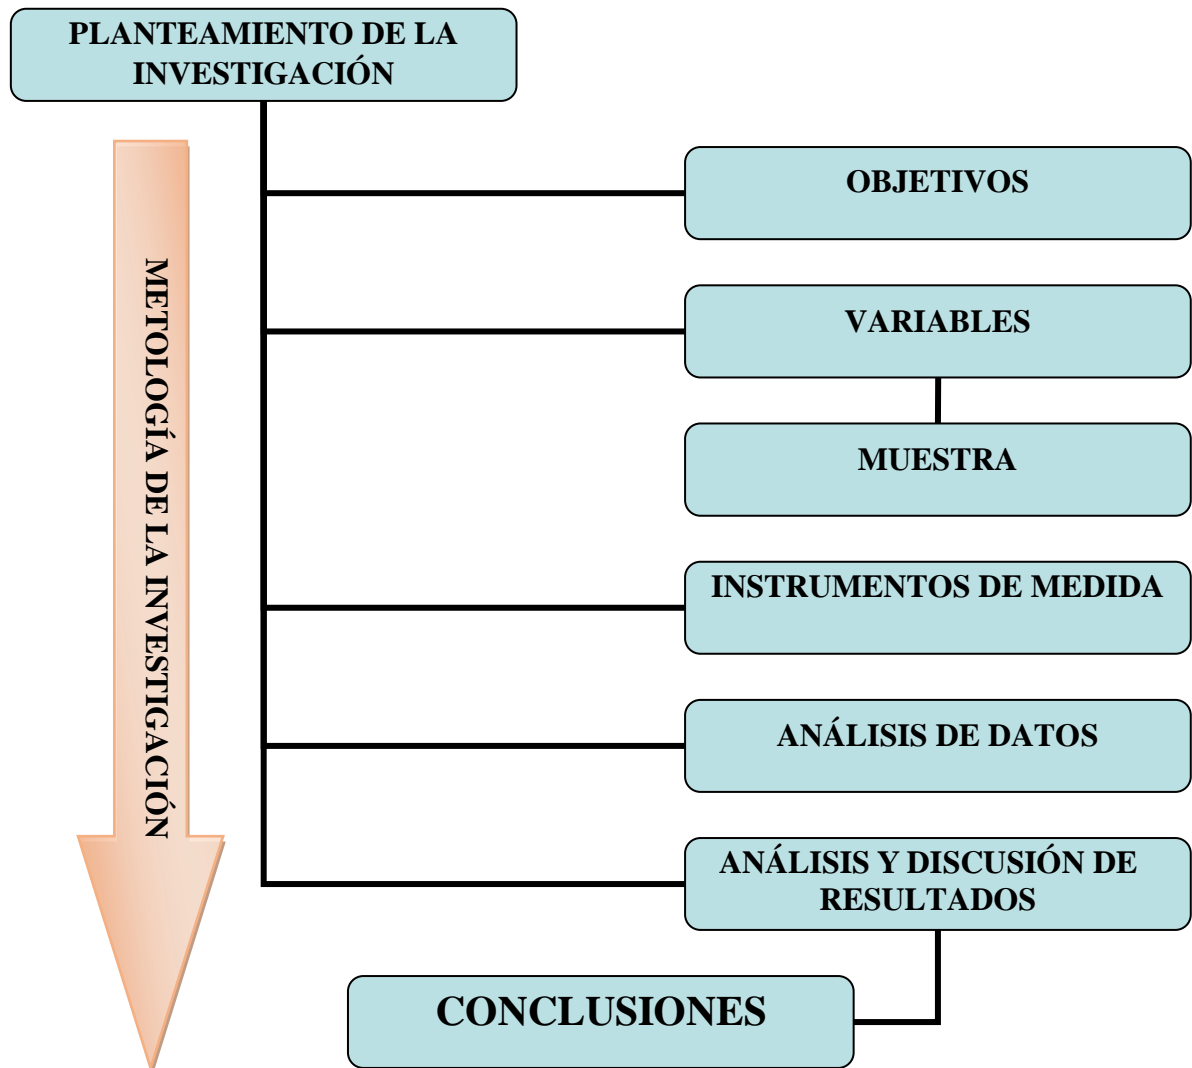 PLANTEAMIENTO DE LA
INVESTIGACIÓN
METOLOGÍA DE LA INVESTIGACIÓN
OBJETIVOS
VARIABLES
MUESTRA
INSTRUMENTOS DE MEDIDA
ANÁLISIS DE DATOS
ANÁLISIS Y DISCUSIÓN DE
RESULTADOS
CONCLUSIONES